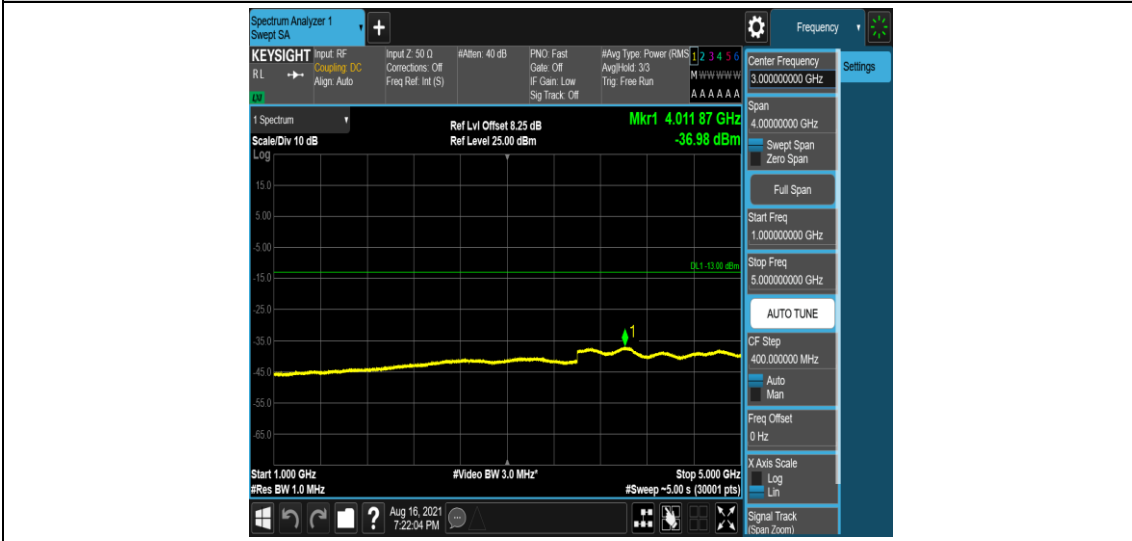 Spectrum Analyzer 1
Swept SA
+
Frequency
KEYSIGHT
RL
Input: RF
Coupling: DC
Align: Auto
Input Z: 50 Ω
Corrections: Off
Freq Ref: Int (S)
#Atten: 40 dB
PNO: Fast
Gate: Off
IF Gain: Low
Sig Track: Off
#Avg Type: Power (RMS
Avg|Hold: 3/3
Trig: Free Run
1 2 3 4 5 6
M W W W W W
A A A A A A
1 Spectrum
Scale/Div 10 dB
Log
Ref Lvl Offset 8.25 dB
Ref Level 25.00 dBm
Mkr1 4.011 87 GHz
-36.98 dBm
15.0
5.00
-5.00
-15.0
-25.0
-35.0
-45.0
-55.0
-65.0
DL1 -13.00 dBm
1
Start 1.000 GHz
#Res BW 1.0 MHz
#Video BW 3.0 MHz*
Stop 5.000 GHz
#Sweep ~5.00 s (30001 pts)
Center Frequency
3.000000000 GHz
Settings
Span
4.00000000 GHz
Swept Span
Zero Span
Full Span
Start Freq
1.000000000 GHz
Stop Freq
5.000000000 GHz
AUTO TUNE
CF Step
400.000000 MHz
Auto
Man
Freq Offset
0 Hz
X Axis Scale
Log
Lin
Signal Track
(Span Zoom)
?
Aug 16, 2021
7:22:04 PM